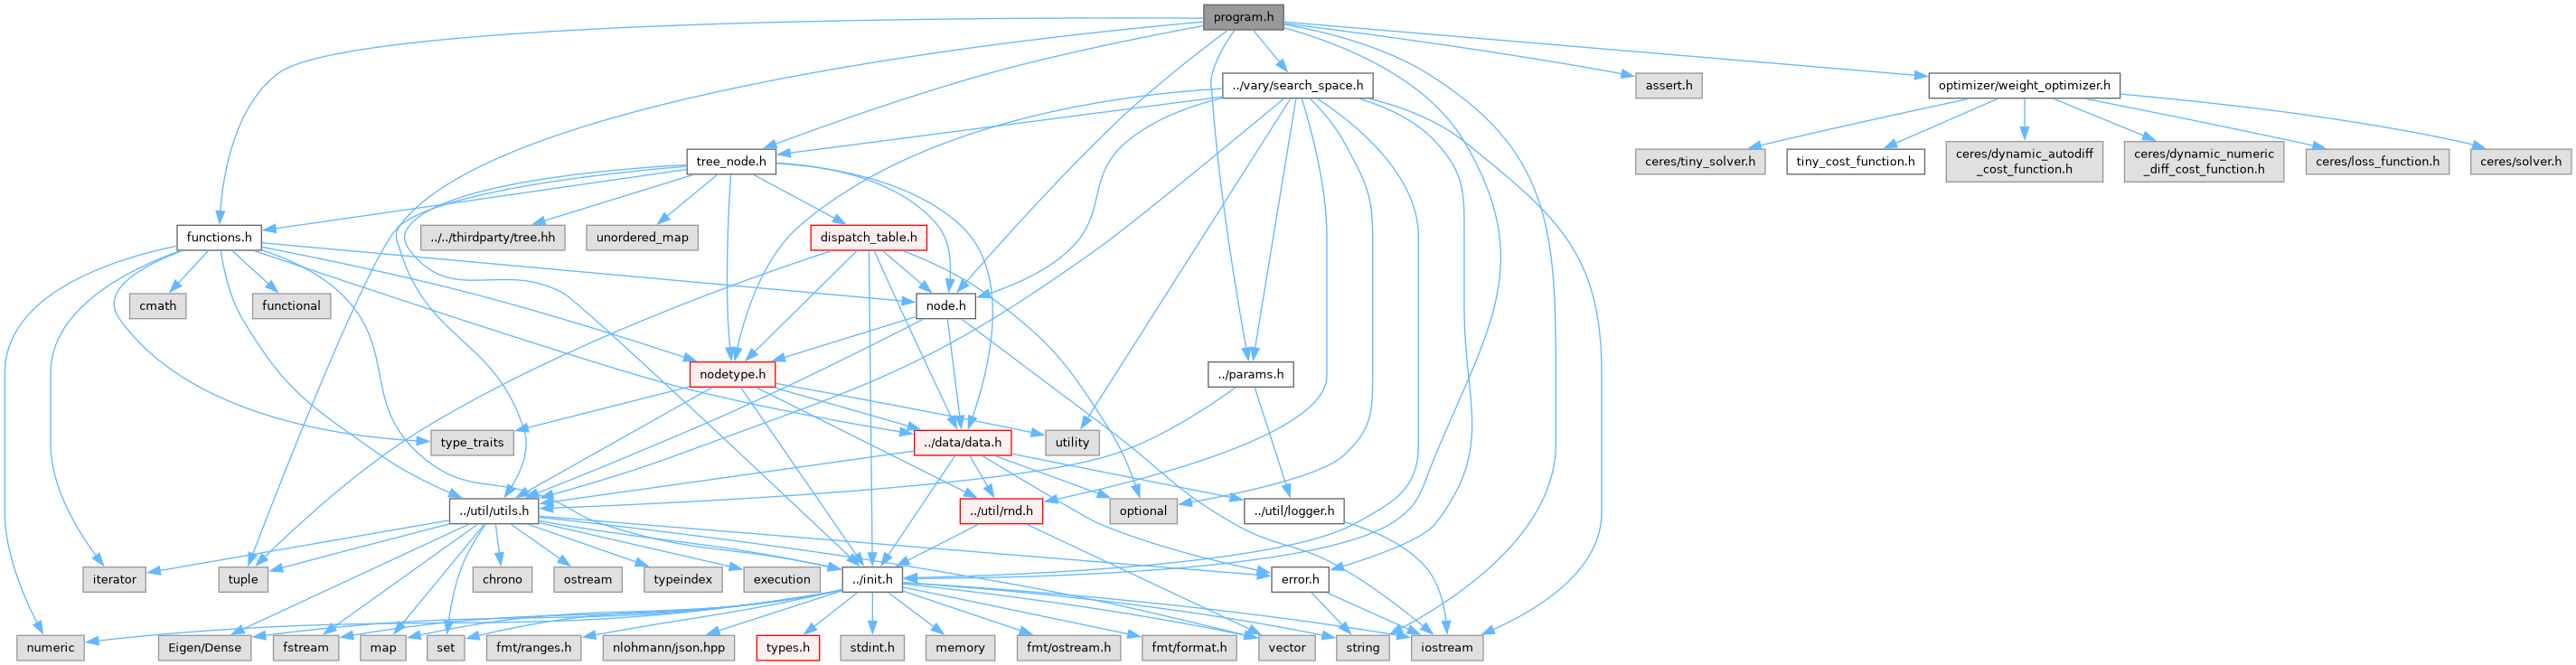 program.h
../vary/search_space.h
assert.h
optimizer/weight_optimizer.h
tree_node.h
ceres/tiny_solver.h
tiny_cost_function.h
ceres/dynamic_autodiff
_cost_function.h
ceres/dynamic_numeric
_diff_cost_function.h
ceres/loss_function.h
ceres/solver.h
functions.h
../../thirdparty/tree.hh
unordered_map
dispatch_table.h
cmath
functional
node.h
nodetype.h
../params.h
type_traits
../data/data.h
utility
../util/utils.h
../util/rnd.h
optional
../util/logger.h
iterator
tuple
chrono
ostream
typeindex
execution
../init.h
error.h
numeric
Eigen/Dense
fstream
map
set
fmt/ranges.h
nlohmann/json.hpp
types.h
stdint.h
memory
fmt/ostream.h
fmt/format.h
vector
string
iostream